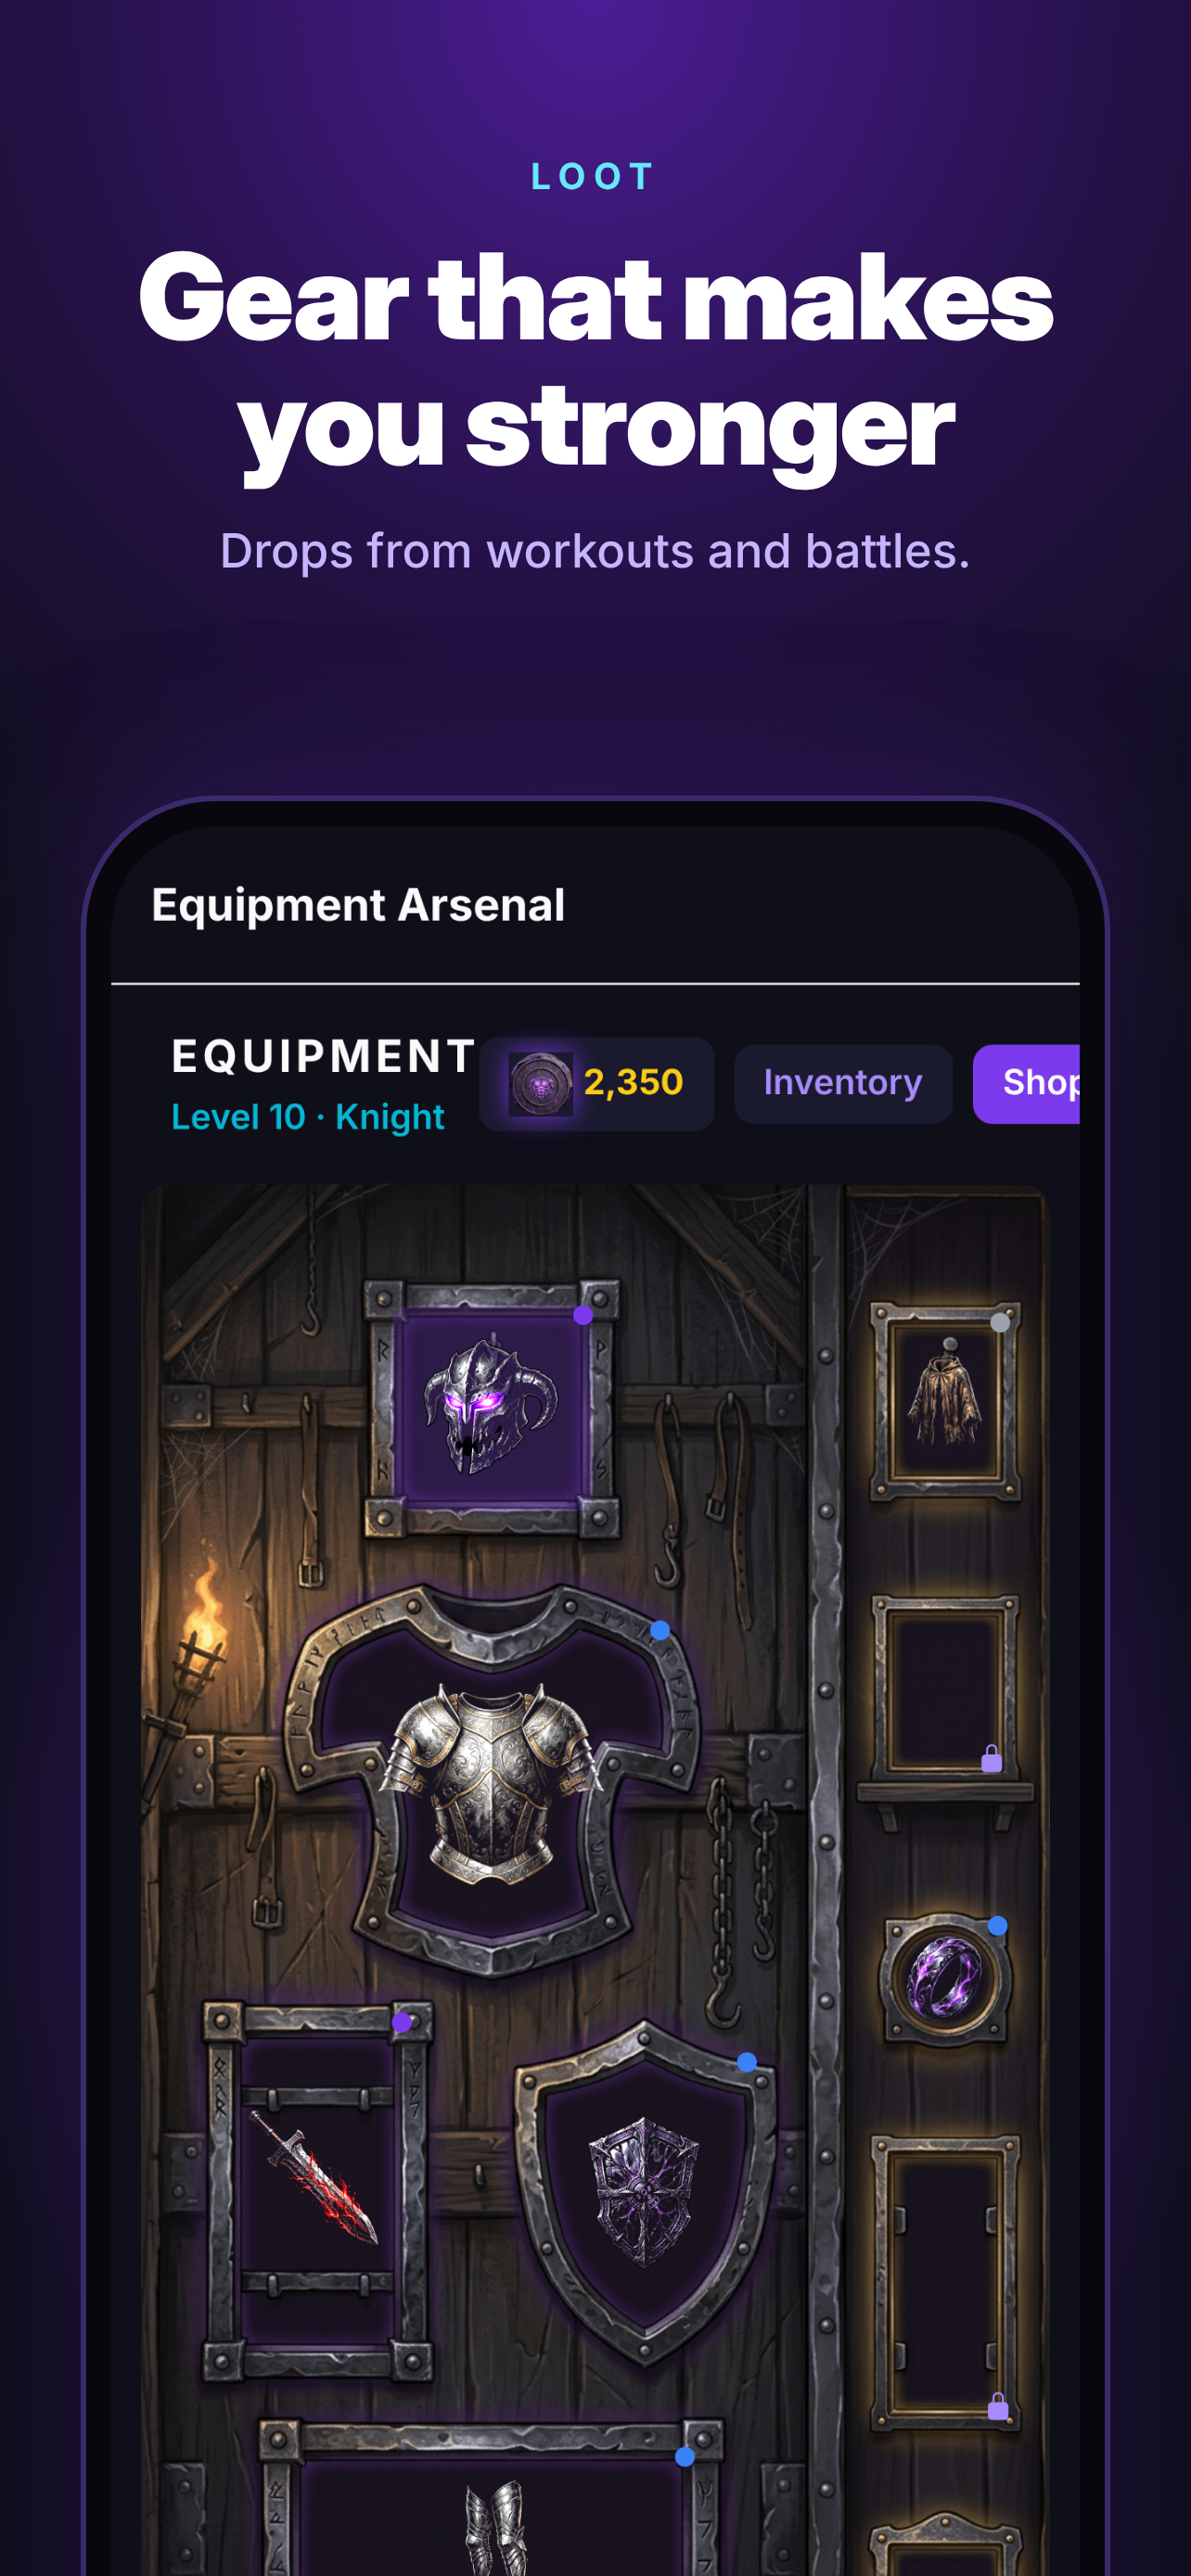 LOOT
Gear that makes
you stronger
Drops from workouts and battles.
Equipment Arsenal
EQUIPMENT
2,350
Inventory
Shop
Level 10 · Knight